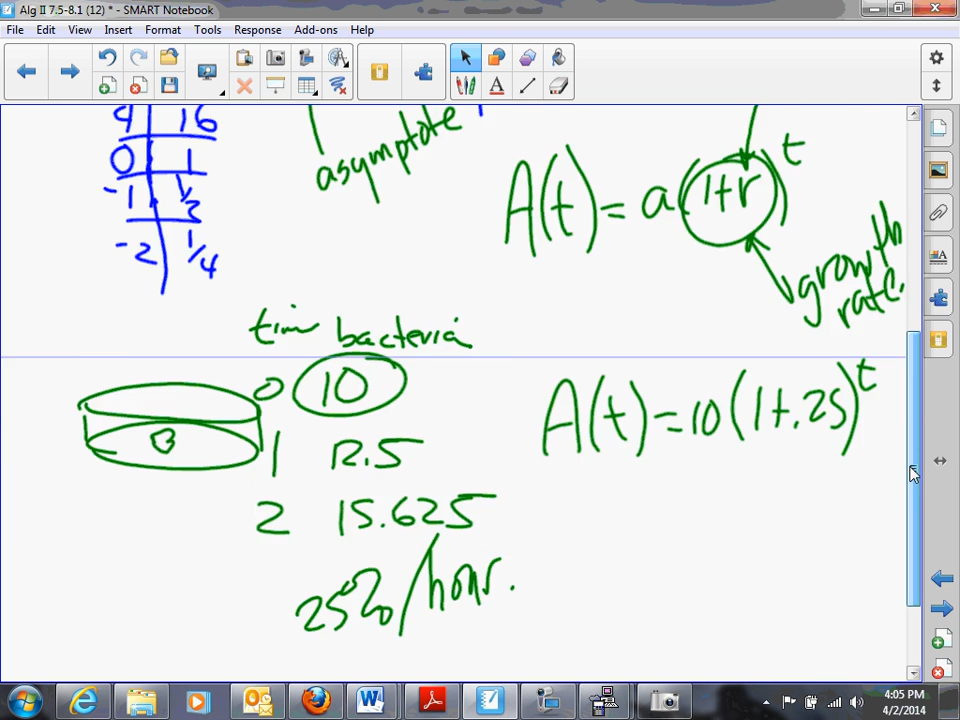 Alg II 7.5-8.1 (12) * - SMART Notebook
File Edit View Insert Format Tools Response Add-ons Help
4 16
0 1
-1 1/2
-2 1/4
asymptote
A(t) = a(1+r)^t
growth
rate.
time bacteria
0 10
1 12.5
2 15.625
25%/hour.
A(t) = 10(1+.25)^t
4:05 PM
4/2/2014